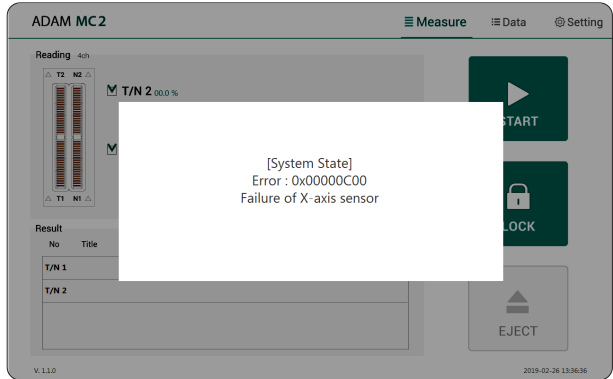 ADAM MC2
Measure
Data
Setting
Reading 4ch
T2 N2
T/N 2 00.0 %
T1 N1
[System State]
Error : 0x00000C00
Failure of X-axis sensor
START
LOCK
EJECT
Result
No Title
T/N 1
T/N 2
V. 1.1.0
2019-02-26 13:36:36